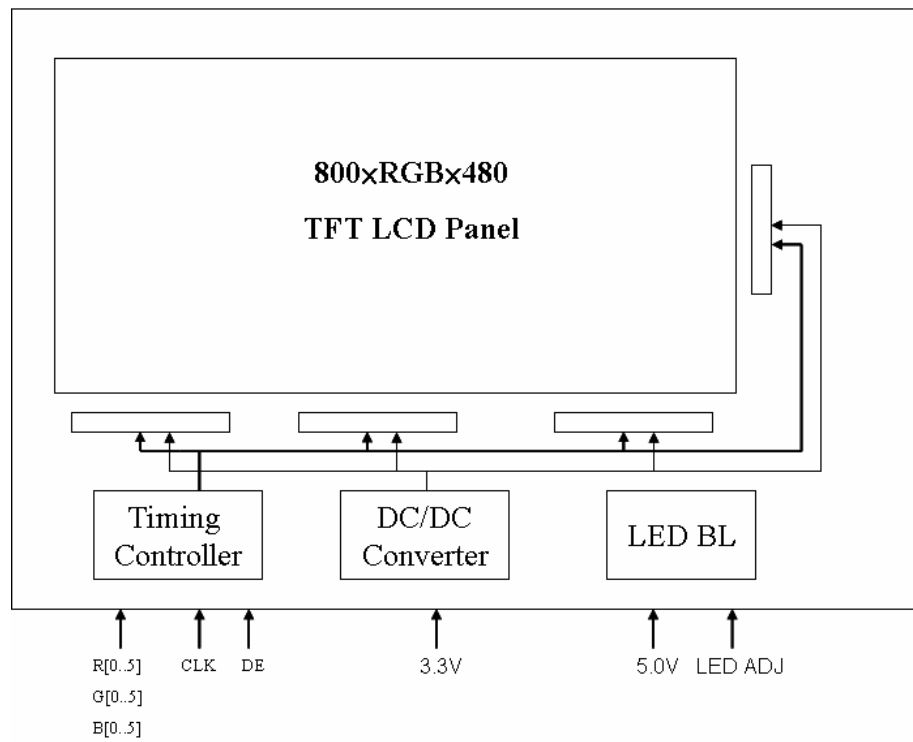 800xRGBx480
TFT LCD Panel
Timing
Controller
DC/DC
Converter
LED BL
R[0..5]
G[0..5]
B[0..5]
CLK
DE
3.3V
5.0V
LED ADJ